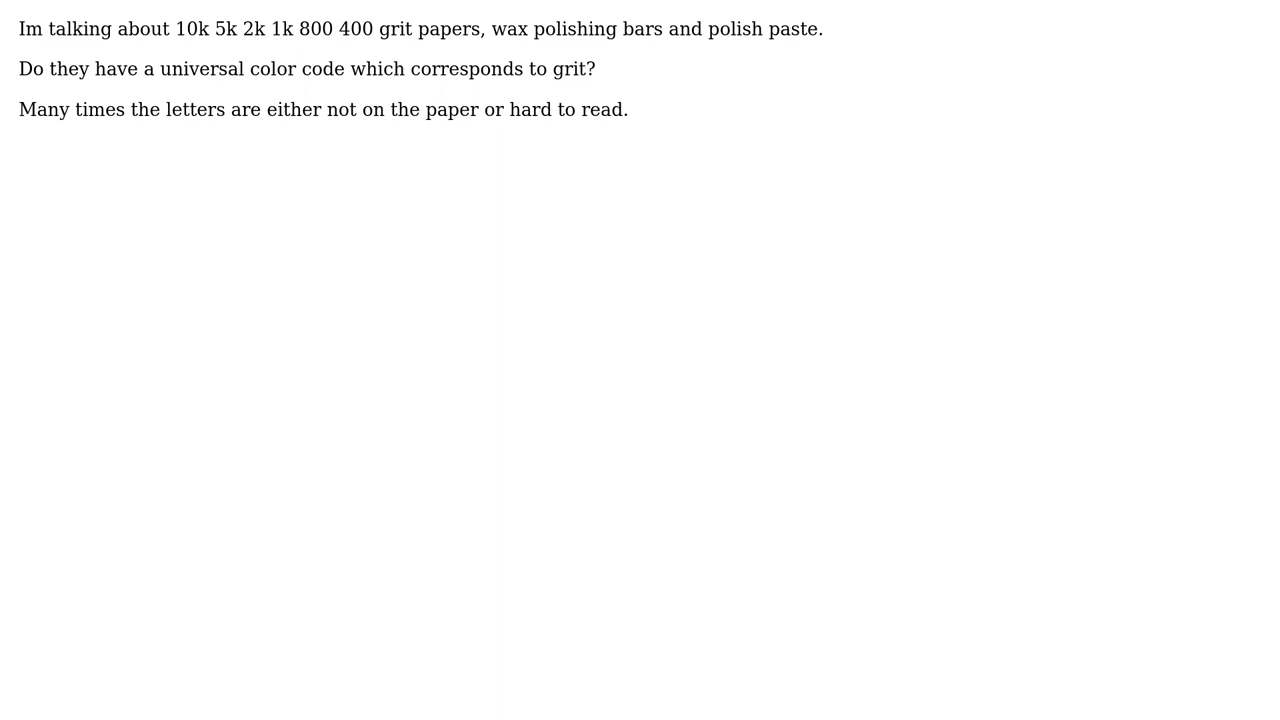 Im talking about 10k 5k 2k 1k 800 400 grit papers, wax polishing bars and polish paste.
Do they have a universal color code which corresponds to grit?
Many times the letters are either not on the paper or hard to read.